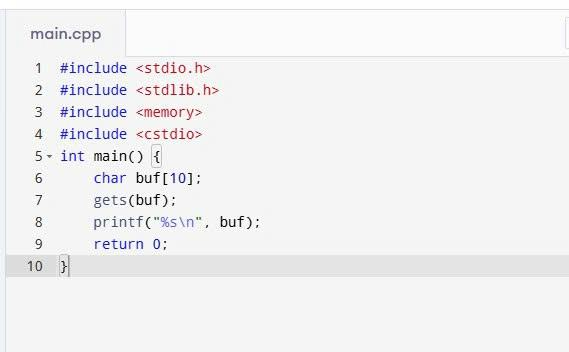 main.cpp
1 #include <stdio.h>
2 #include <stdlib.h>
3 #include <memory>
4 #include <cstdio>
5 int main() {
6     char buf[10];
7     gets(buf);
8     printf("%s\n", buf);
9     return 0;
10 }